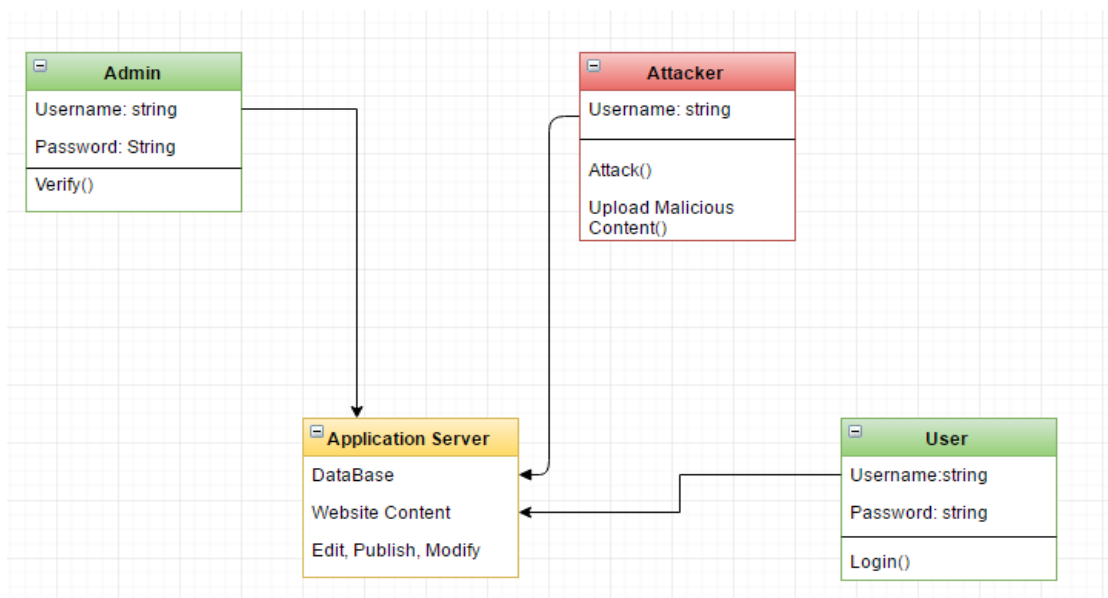 Admin
Username: string
Password: String
Verify()
Attacker
Username: string
Attack()
Upload Malicious
Content()
Application Server
DataBase
Website Content
Edit, Publish, Modify
User
Username:string
Password: string
Login()